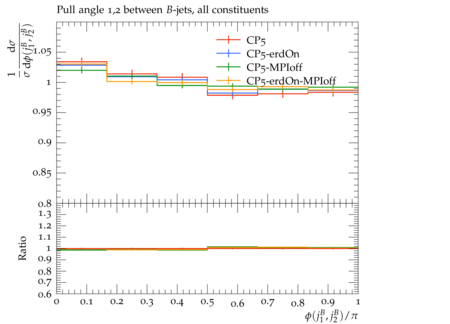 Pull angle 1,2 between B-jets, all constituents
1/σ dσ/dϕ(j₁ᴮ, j₂ᴮ)
CP5
CP5-erdOn
CP5-MPIoff
CP5-erdOn-MPIoff
1.05
1
0.95
0.9
0.85
0.8
Ratio
1.3
1.2
1.1
1
0.9
0.8
0.7
0.6
0 0.1 0.2 0.3 0.4 0.5 0.6 0.7 0.8 0.9 1
ϕ(j₁ᴮ, j₂ᴮ)/π